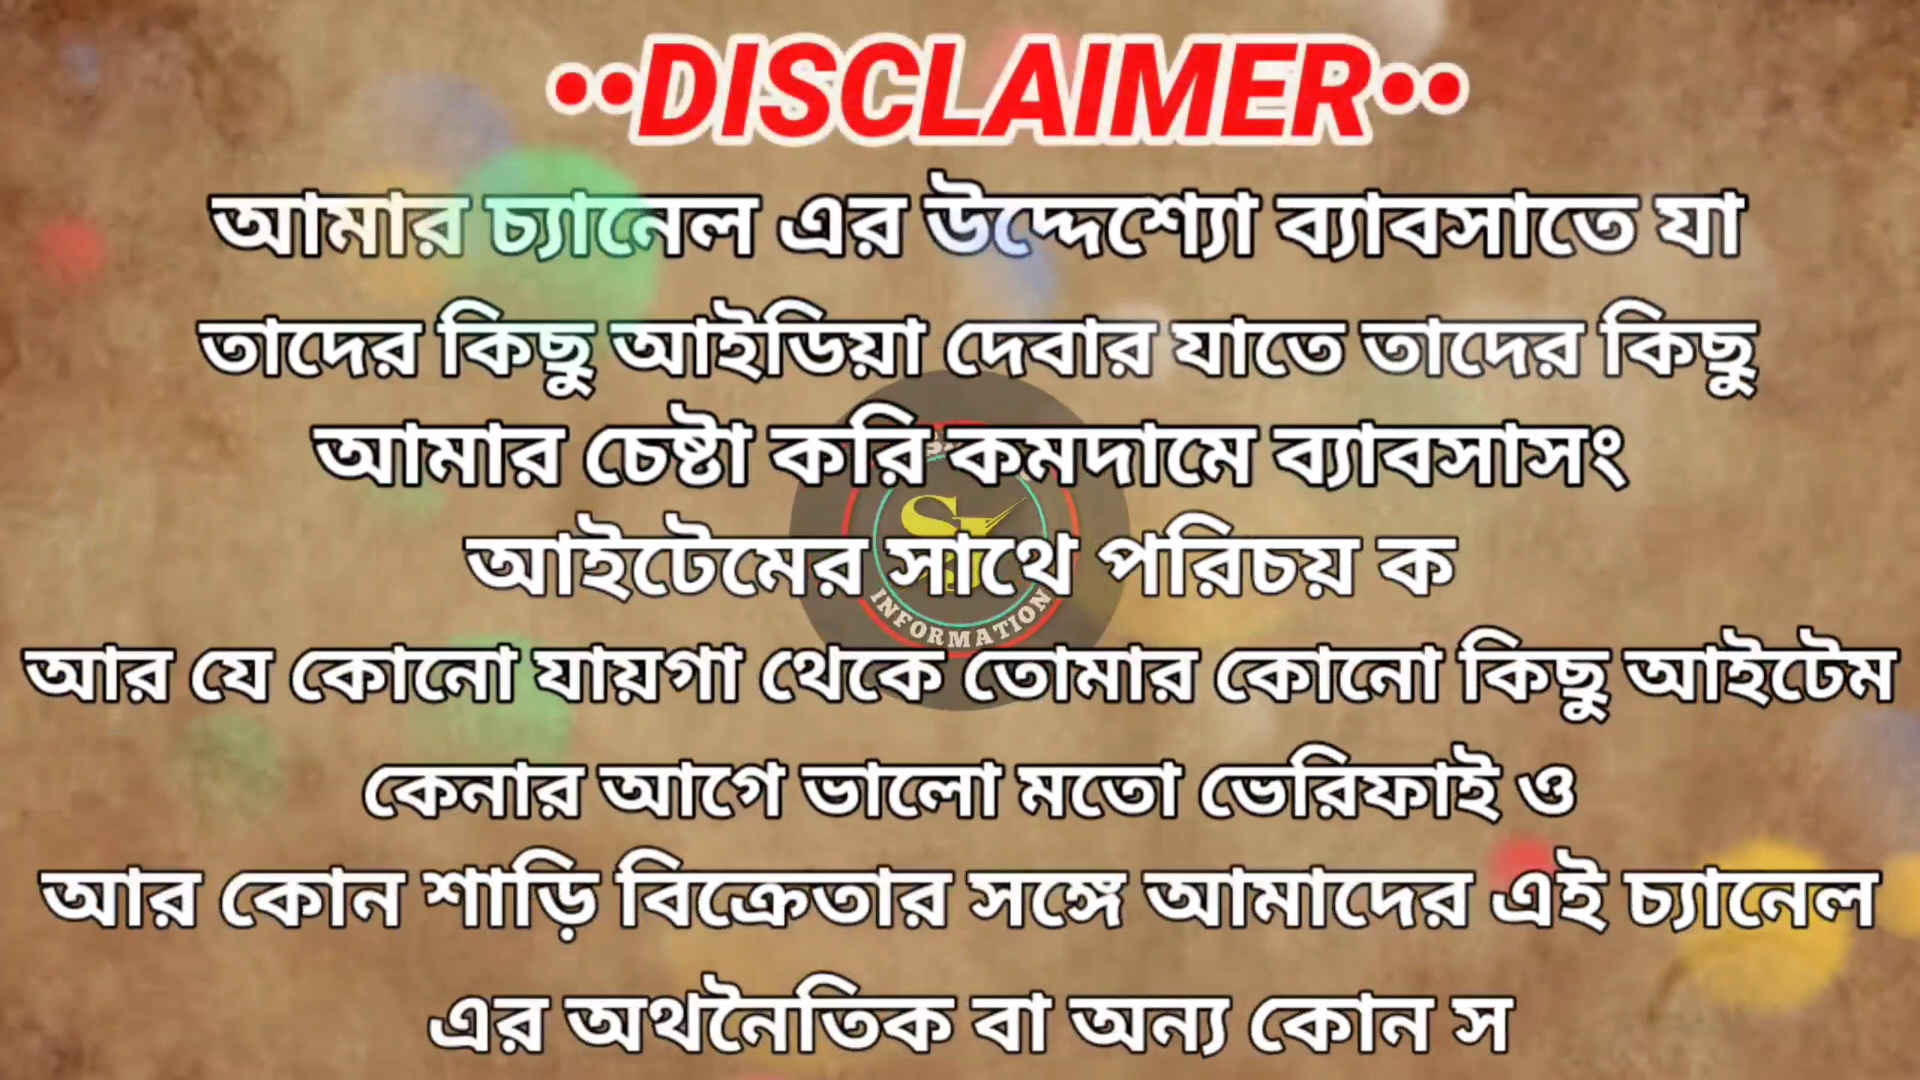 ••DISCLAIMER••
আমার চ্যানেল এর উদ্দেশ্যো ব্যাবসাতে যা
তাদের কিছু আইডিয়া দেবার যাতে তাদের কিছু
আমার চেষ্টা করি কমদামে ব্যাবসাসং
আইটেমের সাথে পরিচয় ক
INFORMATION
আর যে কোনো যায়গা থেকে তোমার কোনো কিছু আইটেম
কেনার আগে ভালো মতো ভেরিফাই ও
আর কোন শাড়ি বিক্রেতার সঙ্গে আমাদের এই চ্যানেল
এর অথনৈতিক বা অন্য কোন স